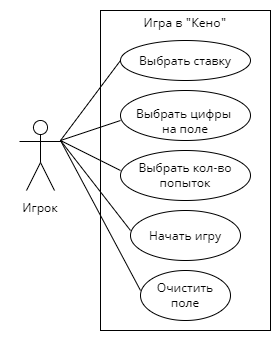 Игра в "Кено"
Выбрать ставку
Выбрать цифры
на поле
Выбрать кол-во
попыток
Игрок
Начать игру
Очистить
поле